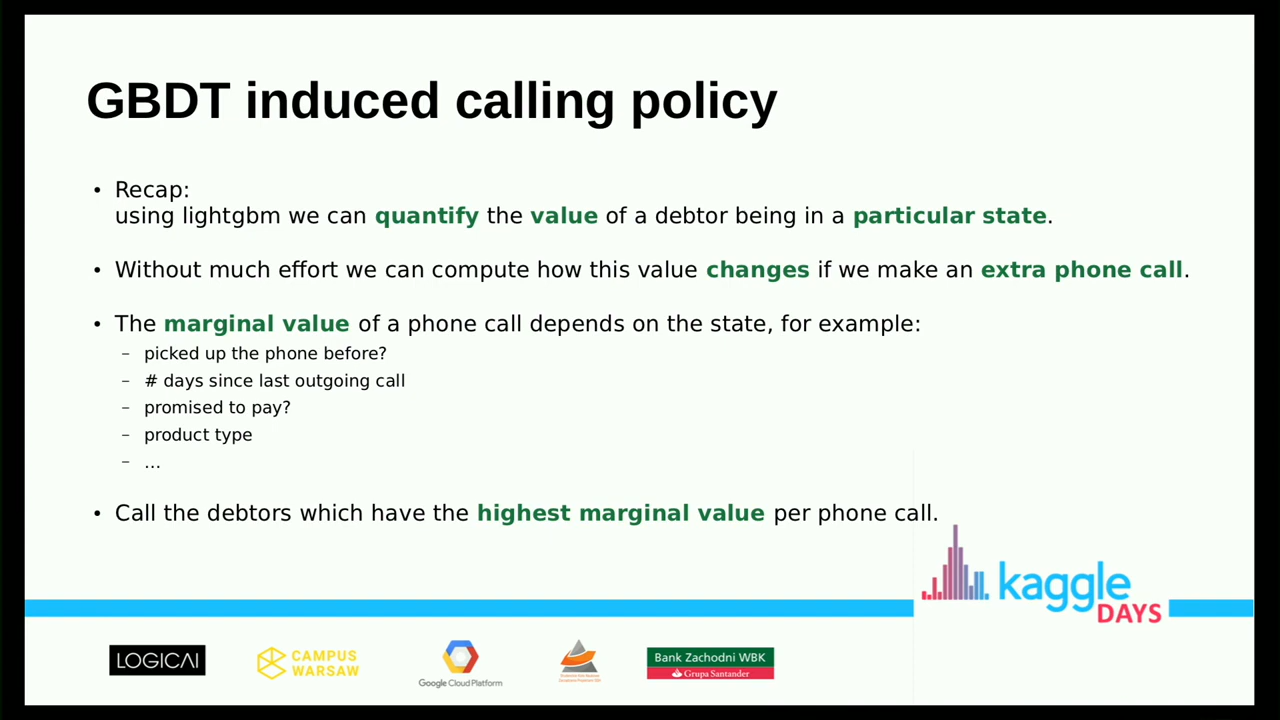 GBDT induced calling policy
• Recap:
using lightgbm we can quantify the value of a debtor being in a particular state.
• Without much effort we can compute how this value changes if we make an extra phone call.
• The marginal value of a phone call depends on the state, for example:
– picked up the phone before?
– # days since last outgoing call
– promised to pay?
– product type
– ...
• Call the debtors which have the highest marginal value per phone call.
kaggle
DAYS
LOGICAI
CAMPUS
WARSAW
Google Cloud Platform
Bank Zachodni WBK
Grupa Santander